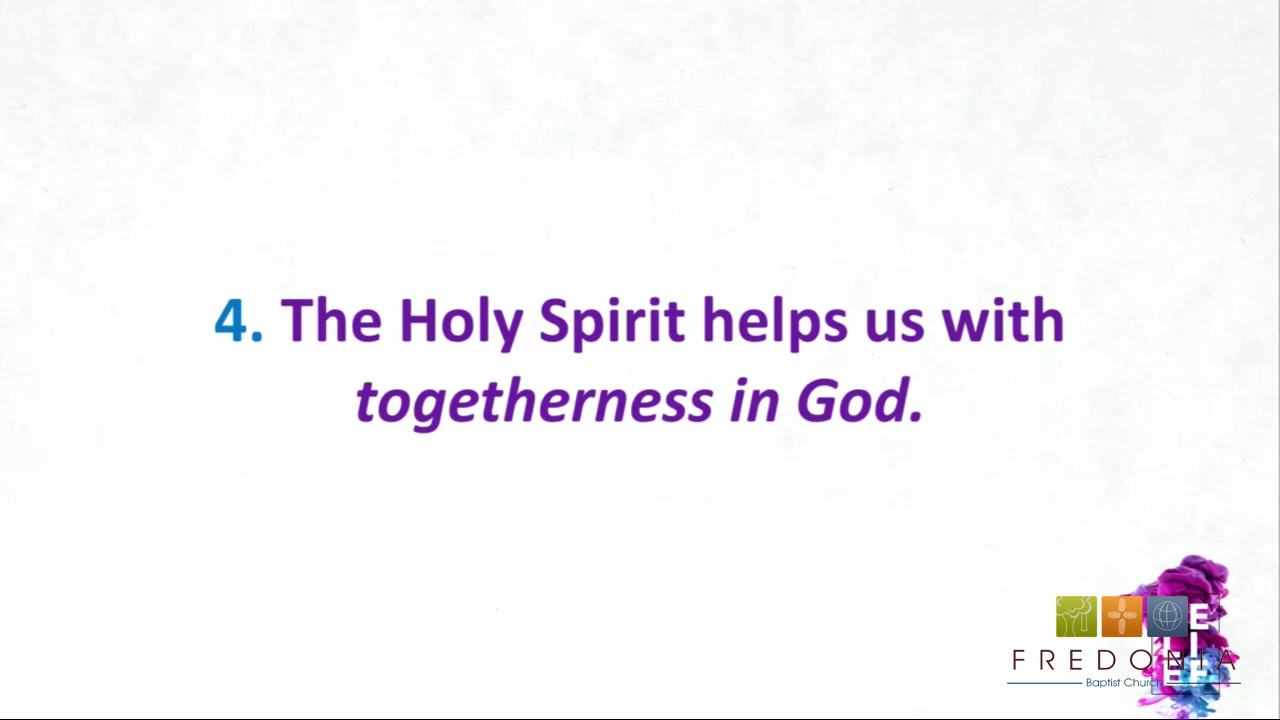 4. The Holy Spirit helps us with
togetherness in God.
FREDONIA
Baptist Church